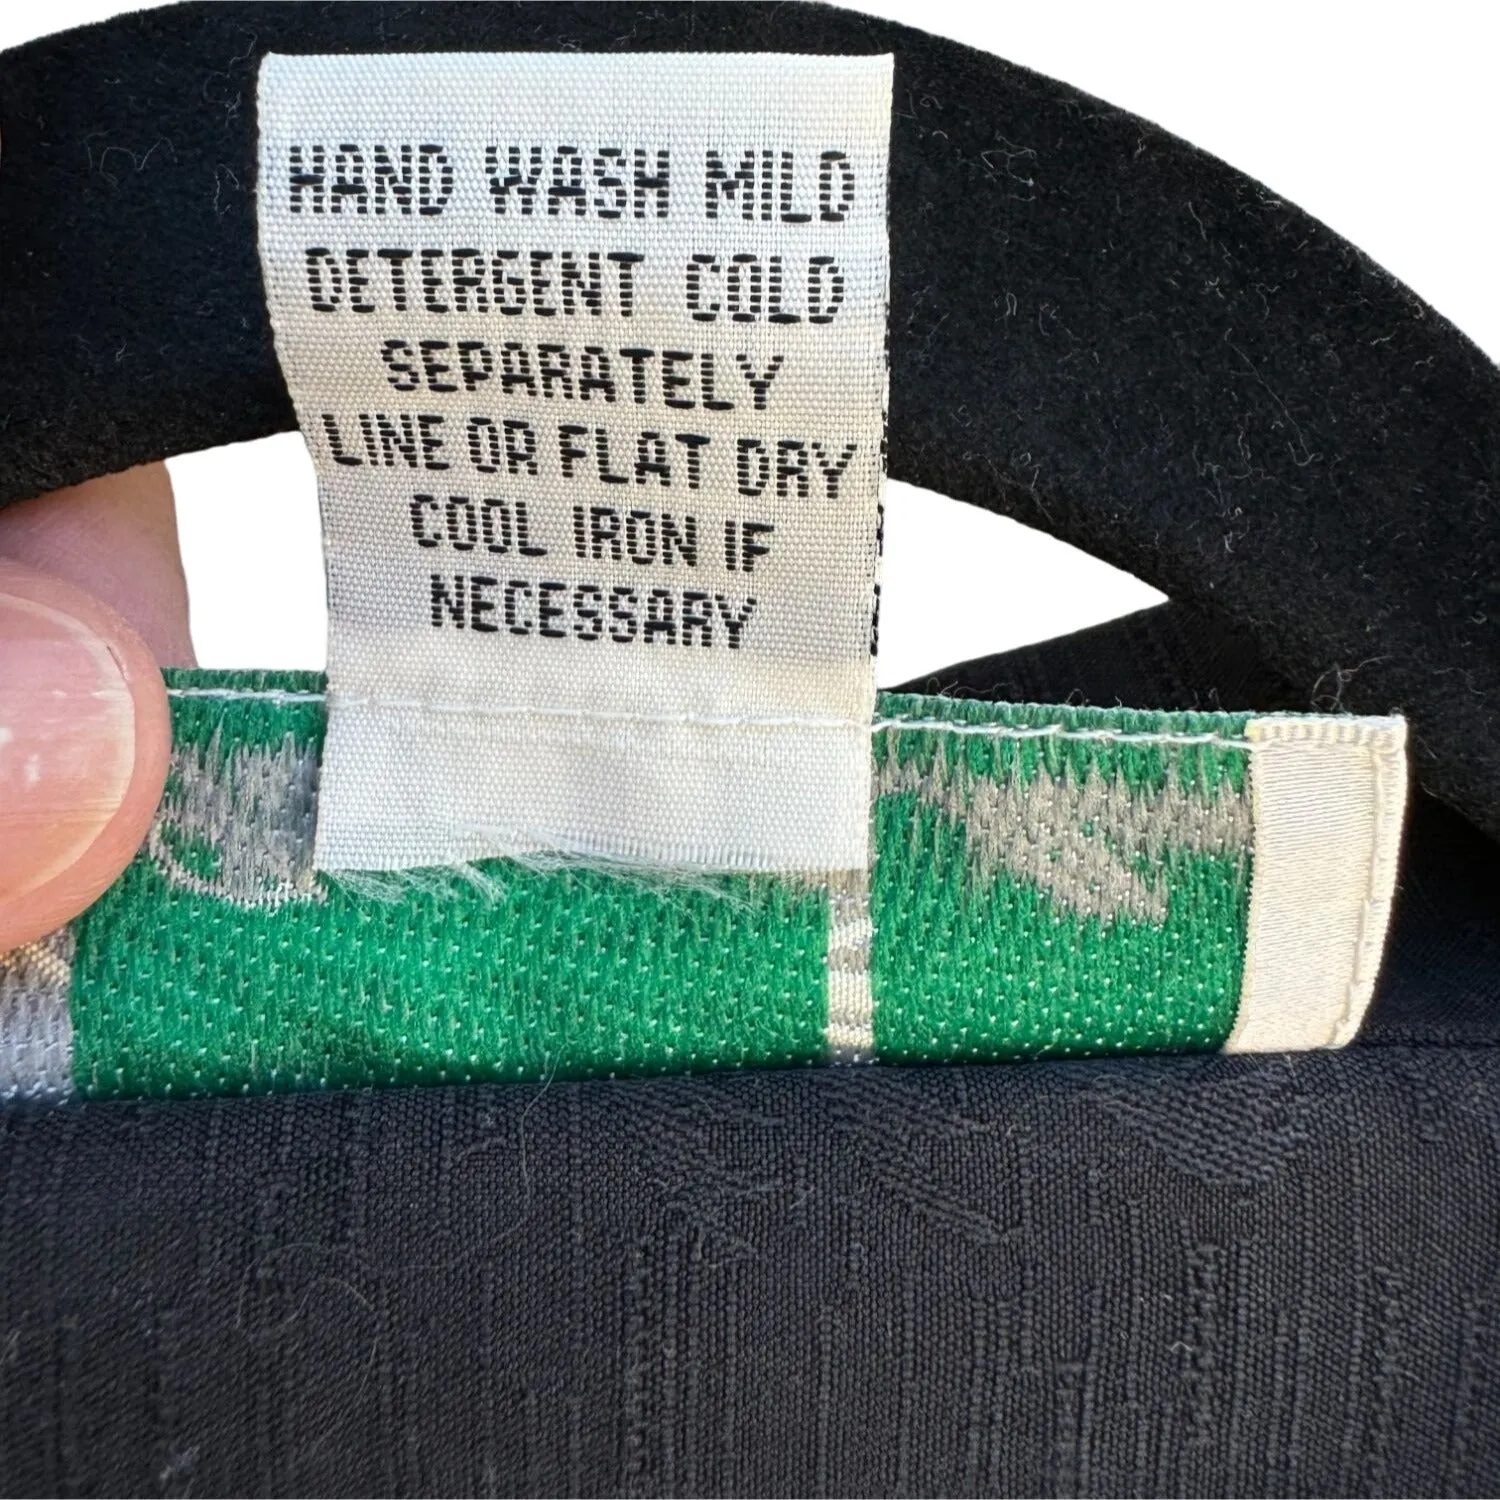 HAND WASH MILD
DETERGENT COLD
SEPARATELY
LINE OR FLAT DRY
COOL IRON IF
NECESSARY